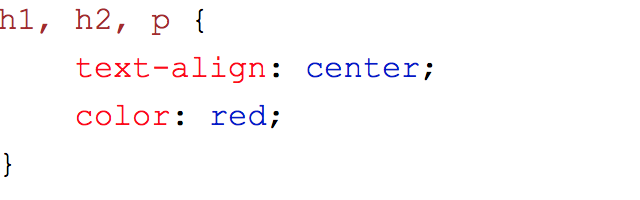 h1, h2, p {
    text-align: center;
    color: red;
}